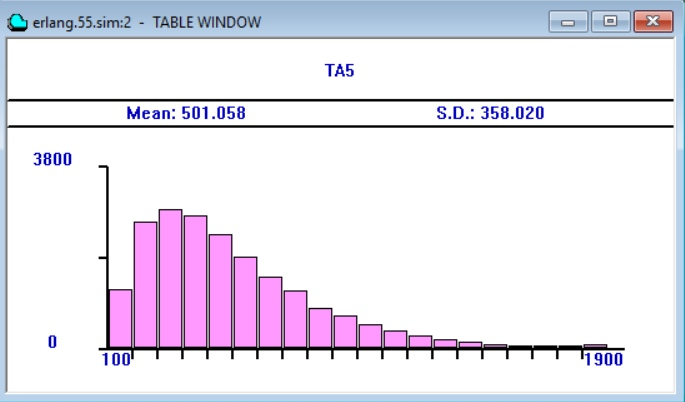 erlang.55.sim:2 - TABLE WINDOW
TA5
Mean: 501.058 S.D.: 358.020
3800
0
100 1900